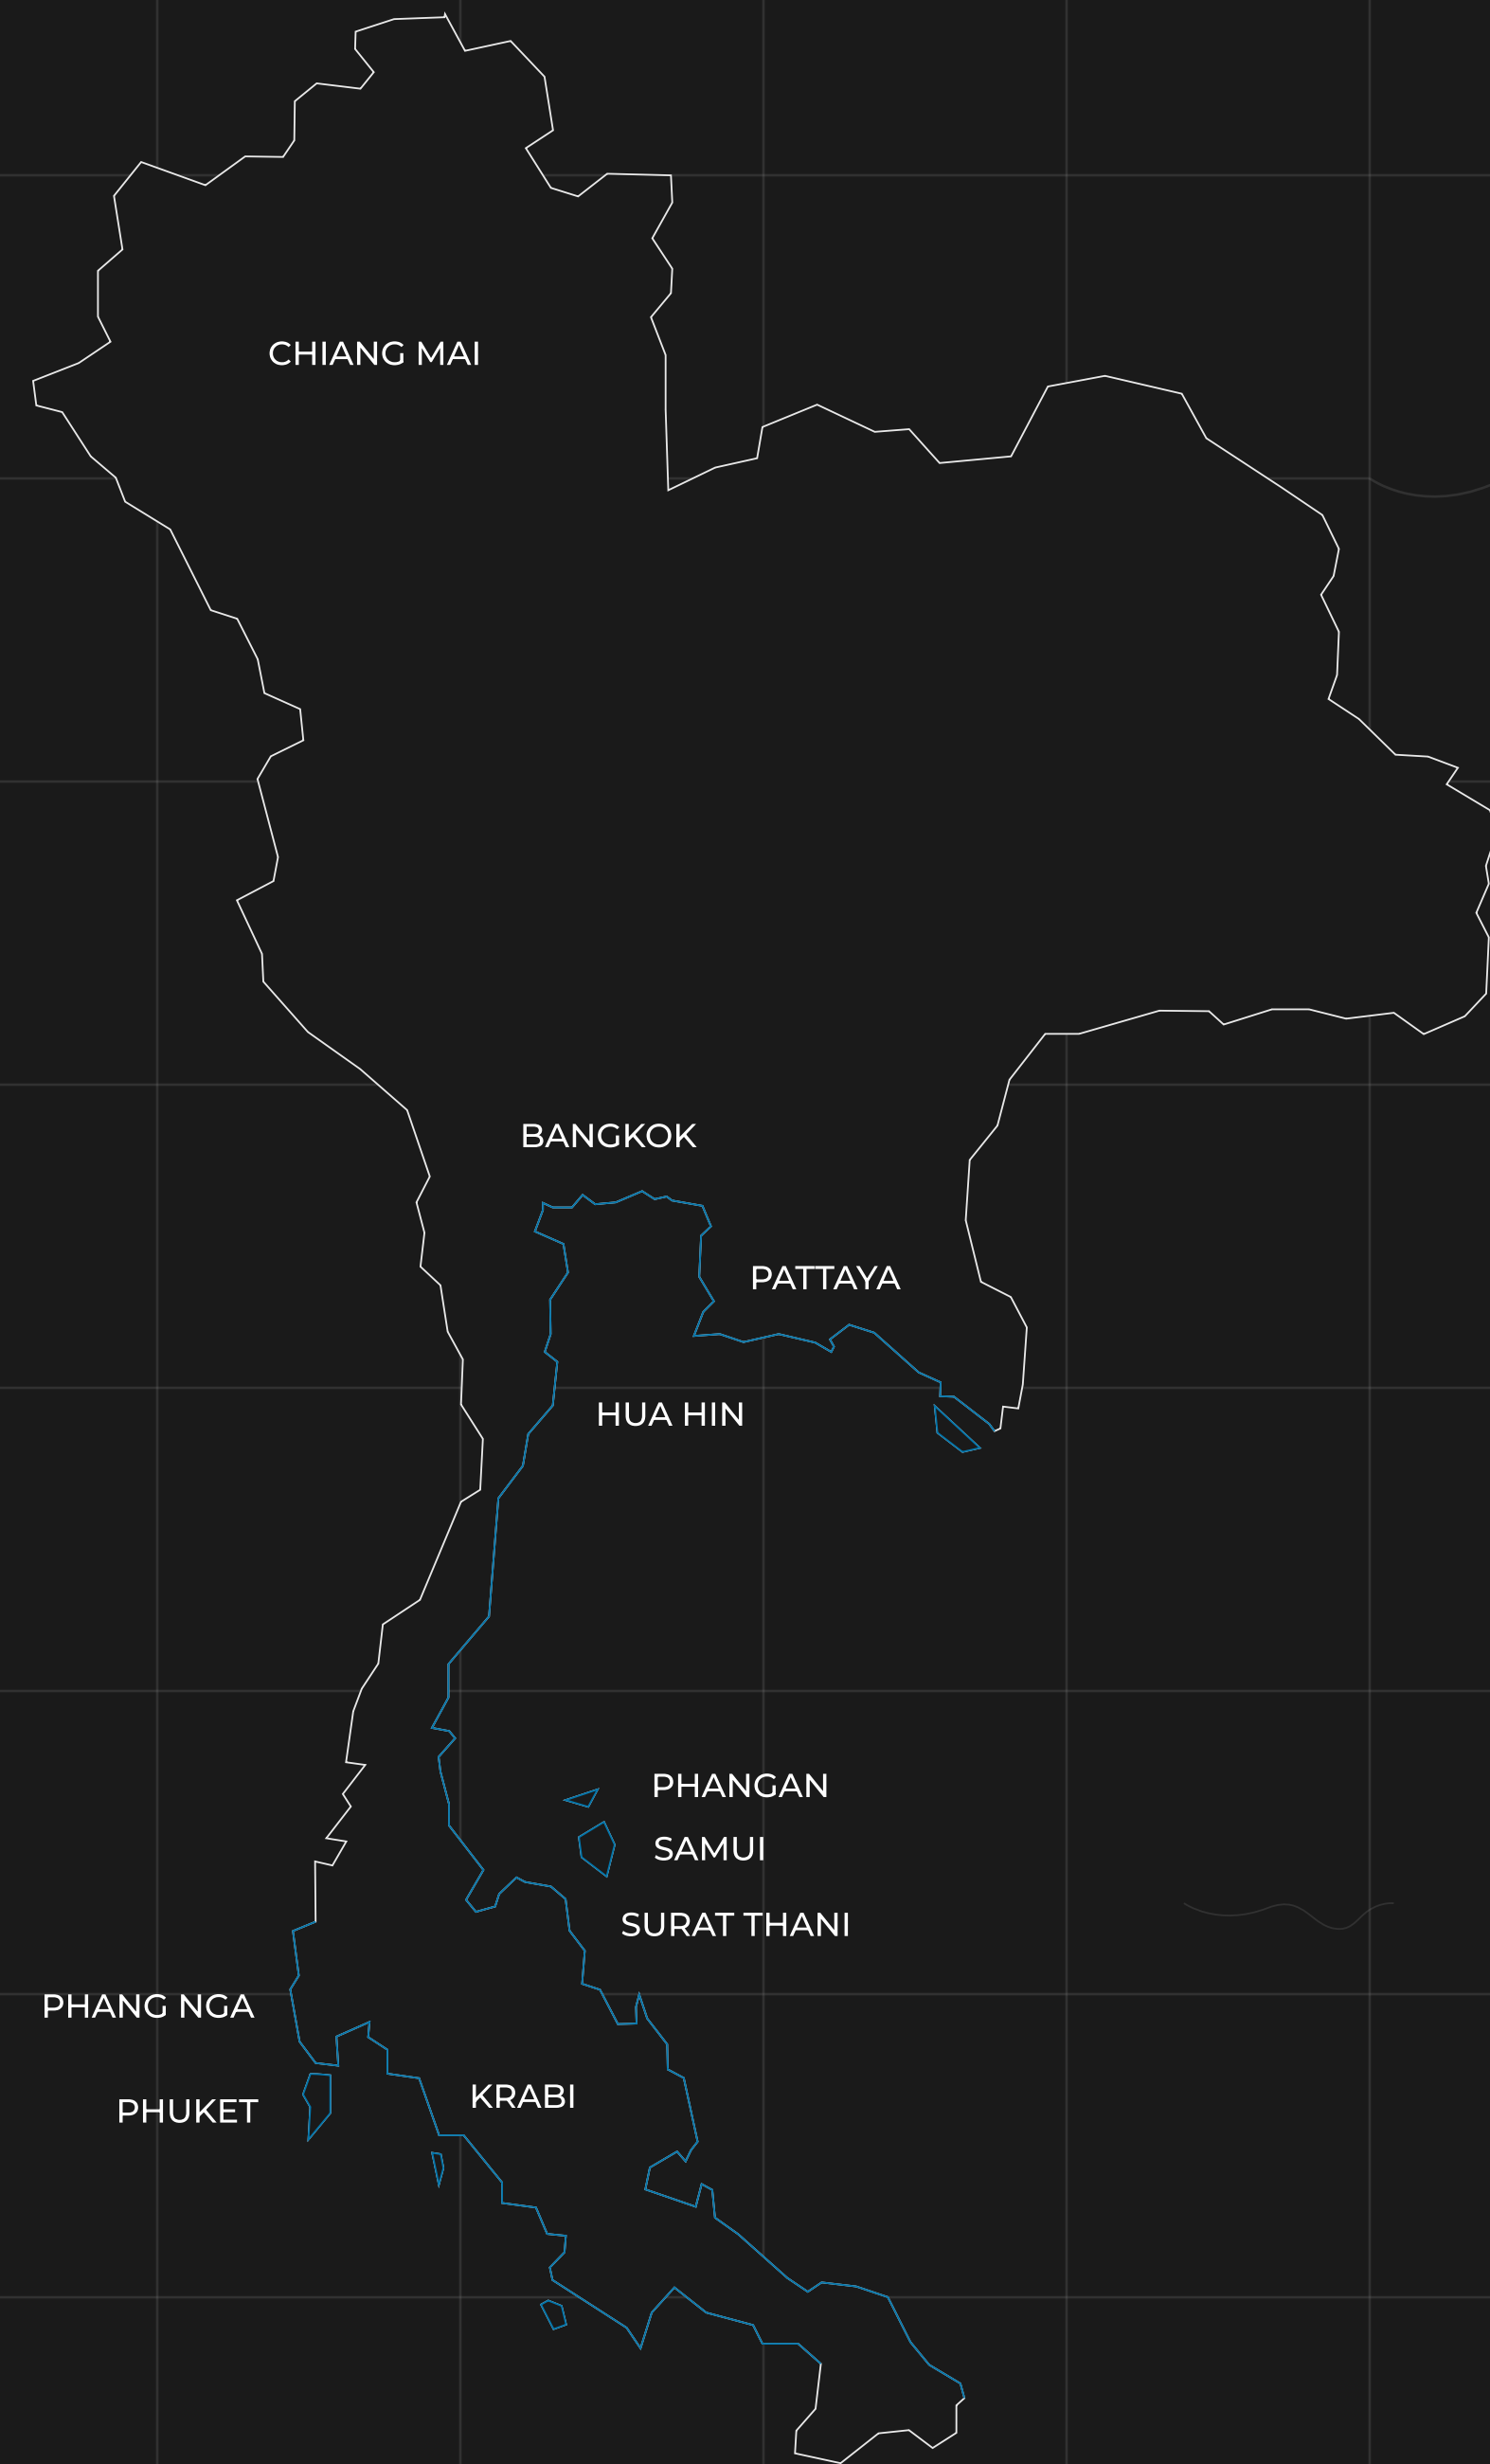 CHIANG MAI
BANGKOK
PATTAYA
HUA HIN
PHANGAN
SAMUI
SURAT THANI
PHANG NGA
KRABI
PHUKET